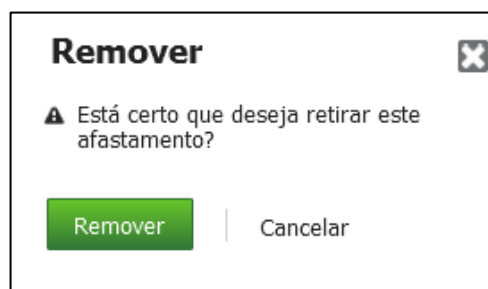 Remover
Está certo que deseja retirar este
afastamento?
Remover
Cancelar